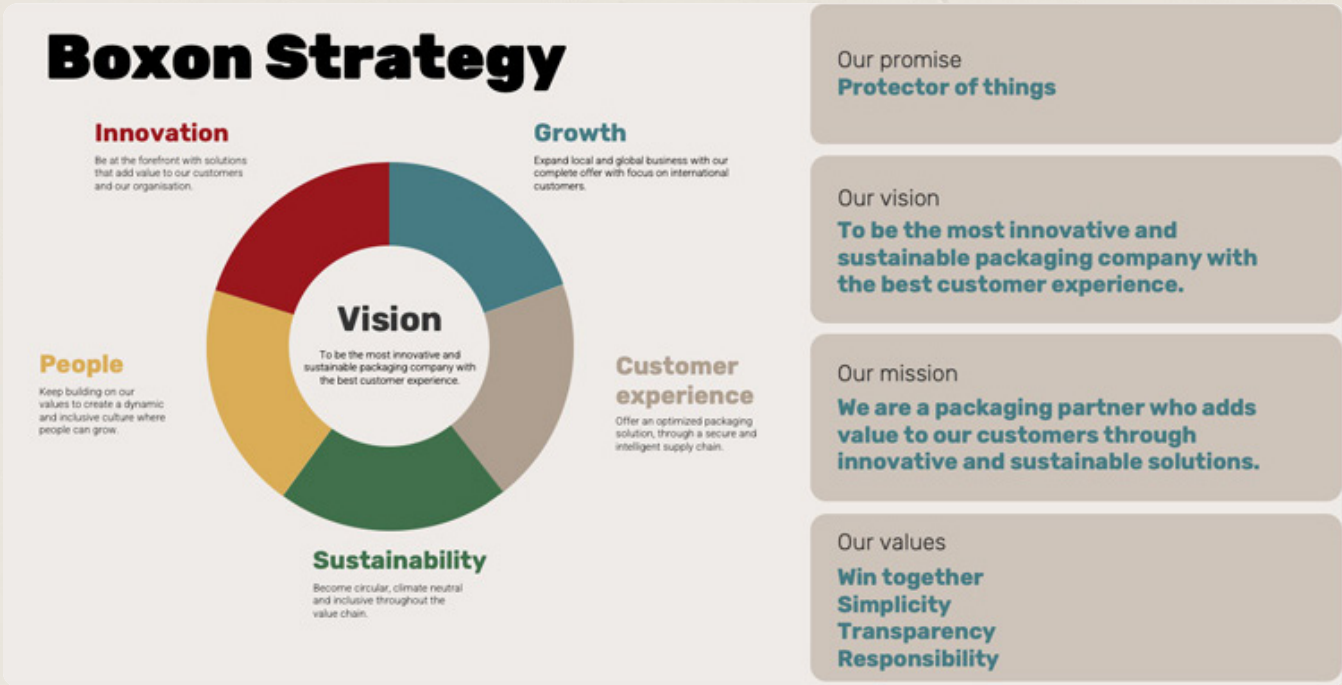 Boxon Strategy
Innovation
Be at the forefront with solutions
that add value to our customers
and our organisation.
Growth
Expand local and global business with our
complete offer with focus on international
customers.
People
Keep building on our
values to create a dynamic
and inclusive culture where
people can grow.
Vision
To be the most innovative and
sustainable packaging company with
the best customer experience.
Customer
experience
Offer an optimized packaging
solution, through a secure and
intelligent supply chain.
Sustainability
Become circular, climate neutral
and inclusive throughout the
value chain.
Our promise
Protector of things
Our vision
To be the most innovative and
sustainable packaging company with
the best customer experience.
Our mission
We are a packaging partner who adds
value to our customers through
innovative and sustainable solutions.
Our values
Win together
Simplicity
Transparency
Responsibility